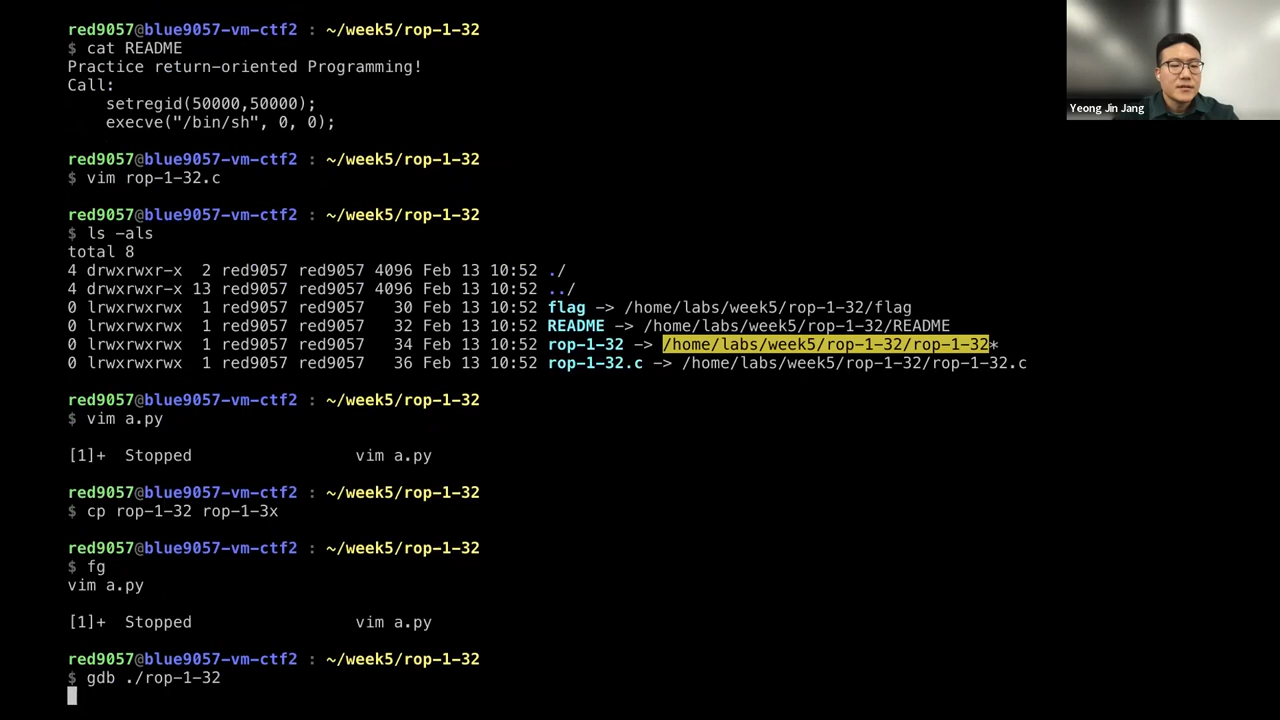 red9057@blue9057-vm-ctf2 : ~/week5/rop-1-32
$ cat README
Practice return-oriented Programming!
Call:
    setregid(50000,50000);
    execve("/bin/sh", 0, 0);
red9057@blue9057-vm-ctf2 : ~/week5/rop-1-32
$ vim rop-1-32.c
red9057@blue9057-vm-ctf2 : ~/week5/rop-1-32
$ ls -als
total 8
4 drwxrwxr-x  2 red9057 red9057 4096 Feb 13 10:52 ./
4 drwxrwxr-x 13 red9057 red9057 4096 Feb 13 10:52 ../
0 lrwxrwxrwx  1 red9057 red9057   30 Feb 13 10:52 flag -> /home/labs/week5/rop-1-32/flag
0 lrwxrwxrwx  1 red9057 red9057   32 Feb 13 10:52 README -> /home/labs/week5/rop-1-32/README
0 lrwxrwxrwx  1 red9057 red9057   34 Feb 13 10:52 rop-1-32 -> /home/labs/week5/rop-1-32/rop-1-32*
0 lrwxrwxrwx  1 red9057 red9057   36 Feb 13 10:52 rop-1-32.c -> /home/labs/week5/rop-1-32/rop-1-32.c
red9057@blue9057-vm-ctf2 : ~/week5/rop-1-32
$ vim a.py
[1]+  Stopped                 vim a.py
red9057@blue9057-vm-ctf2 : ~/week5/rop-1-32
$ cp rop-1-32 rop-1-3x
red9057@blue9057-vm-ctf2 : ~/week5/rop-1-32
$ fg
vim a.py
[1]+  Stopped                 vim a.py
red9057@blue9057-vm-ctf2 : ~/week5/rop-1-32
$ gdb ./rop-1-32
Yeong Jin Jang